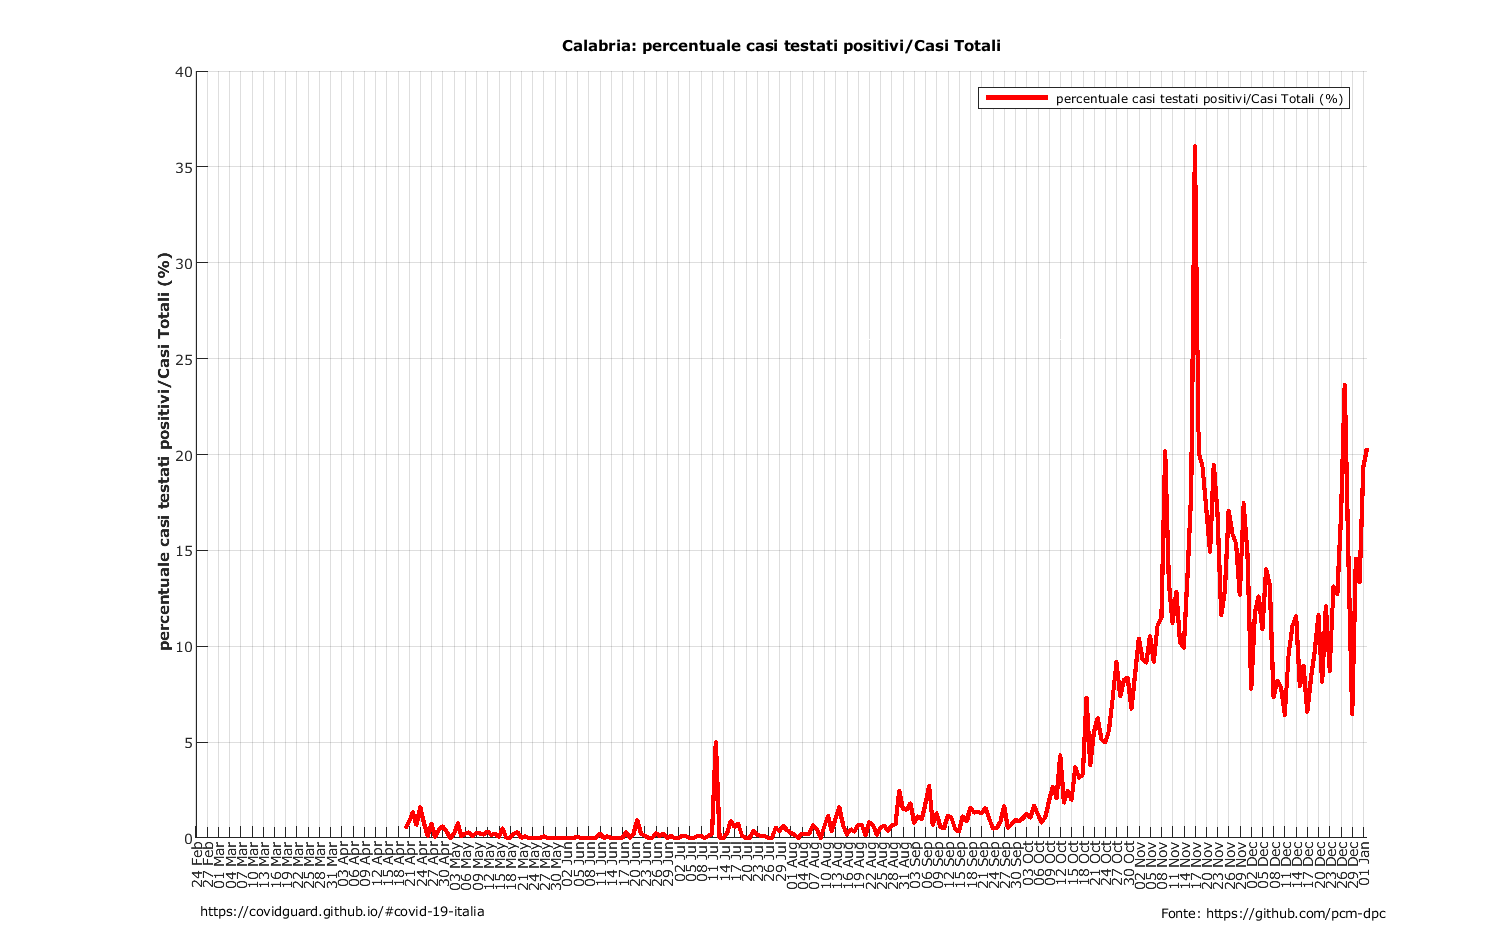 Calabria: percentuale casi testati positivi/Casi Totali
percentuale casi testati positivi/Casi Totali (%)
percentuale casi testati positivi/Casi Totali (%)
40
35
30
25
20
15
10
5
0
24 Feb
27 Feb
01 Mar
04 Mar
07 Mar
10 Mar
13 Mar
16 Mar
19 Mar
22 Mar
25 Mar
28 Mar
31 Mar
03 Apr
06 Apr
09 Apr
12 Apr
15 Apr
18 Apr
21 Apr
24 Apr
27 Apr
30 Apr
03 May
06 May
09 May
12 May
15 May
18 May
21 May
24 May
27 May
30 May
02 Jun
05 Jun
08 Jun
11 Jun
14 Jun
17 Jun
20 Jun
23 Jun
26 Jun
29 Jun
02 Jul
05 Jul
08 Jul
11 Jul
14 Jul
17 Jul
20 Jul
23 Jul
26 Jul
29 Jul
01 Aug
04 Aug
07 Aug
10 Aug
13 Aug
16 Aug
19 Aug
22 Aug
25 Aug
28 Aug
31 Aug
03 Sep
06 Sep
09 Sep
12 Sep
15 Sep
18 Sep
21 Sep
24 Sep
27 Sep
30 Sep
03 Oct
06 Oct
09 Oct
12 Oct
15 Oct
18 Oct
21 Oct
24 Oct
27 Oct
30 Oct
02 Nov
05 Nov
08 Nov
11 Nov
14 Nov
17 Nov
20 Nov
23 Nov
26 Nov
29 Nov
02 Dec
05 Dec
08 Dec
11 Dec
14 Dec
17 Dec
20 Dec
23 Dec
26 Dec
29 Dec
01 Jan
https://covidguard.github.io/#covid-19-italia
Fonte: https://github.com/pcm-dpc